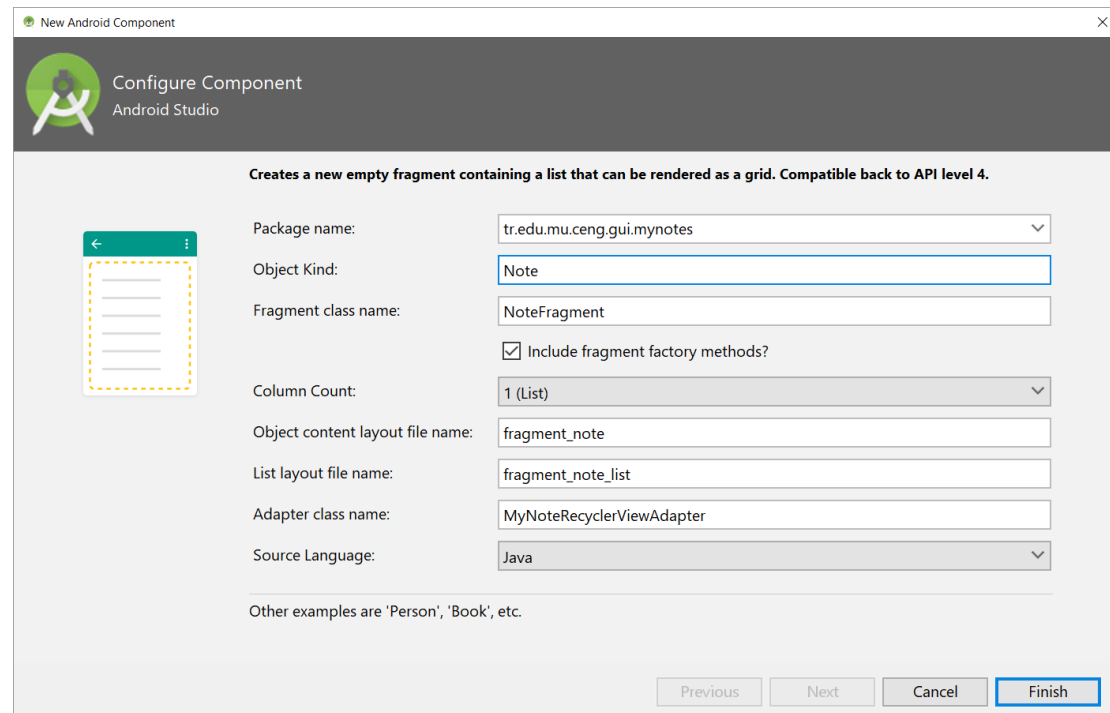 New Android Component
Configure Component
Android Studio
Creates a new empty fragment containing a list that can be rendered as a grid. Compatible back to API level 4.
Package name: tr.edu.mu.ceng.gui.mynotes
Object Kind: Note
Fragment class name: NoteFragment
Include fragment factory methods?
Column Count: 1 (List)
Object content layout file name: fragment_note
List layout file name: fragment_note_list
Adapter class name: MyNoteRecyclerViewAdapter
Source Language: Java
Other examples are 'Person', 'Book', etc.
Previous Next Cancel Finish